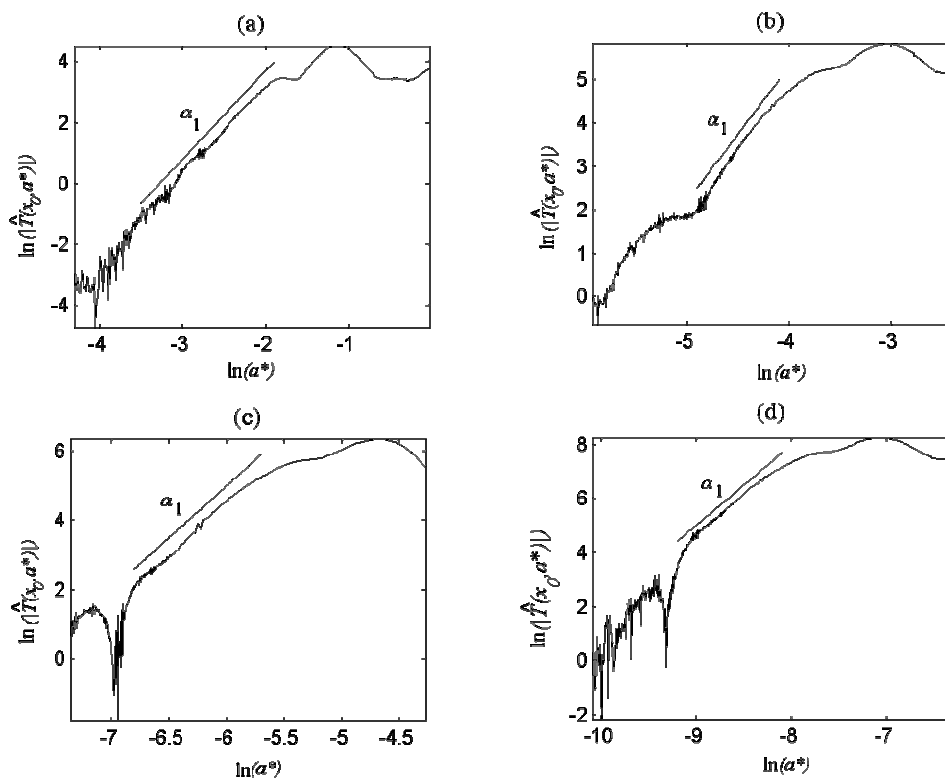 (a)
4
2
0
-2
-4
-4
-3
-2
-1
α1
ln(|T̂(x0,a*)|)
ln(a*)
(b)
5
4
3
2
1
0
-5
-4
-3
α1
ln(|T̂(x0,a*)|)
ln(a*)
(c)
6
4
2
0
-7
-6.5
-6
-5.5
-5
-4.5
α1
ln(|T̂(x0,a*)|)
ln(a*)
(d)
8
6
4
2
0
-2
-10
-9
-8
-7
α1
ln(|T̂(x0,a*)|)
ln(a*)